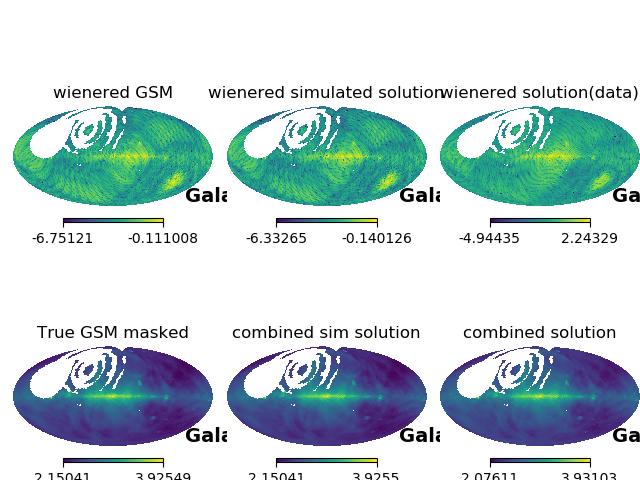 wienered GSM
wienered simulated solution
wienered solution(data)
Gala
Gala
Ga
-6.75121 -0.111008
-6.33265 -0.140126
-4.94435 2.24329
True GSM masked
combined sim solution
combined solution
Gala
Gala
Ga
2.15041 3.92549
2.15041 3.9255
2.07611 3.93103